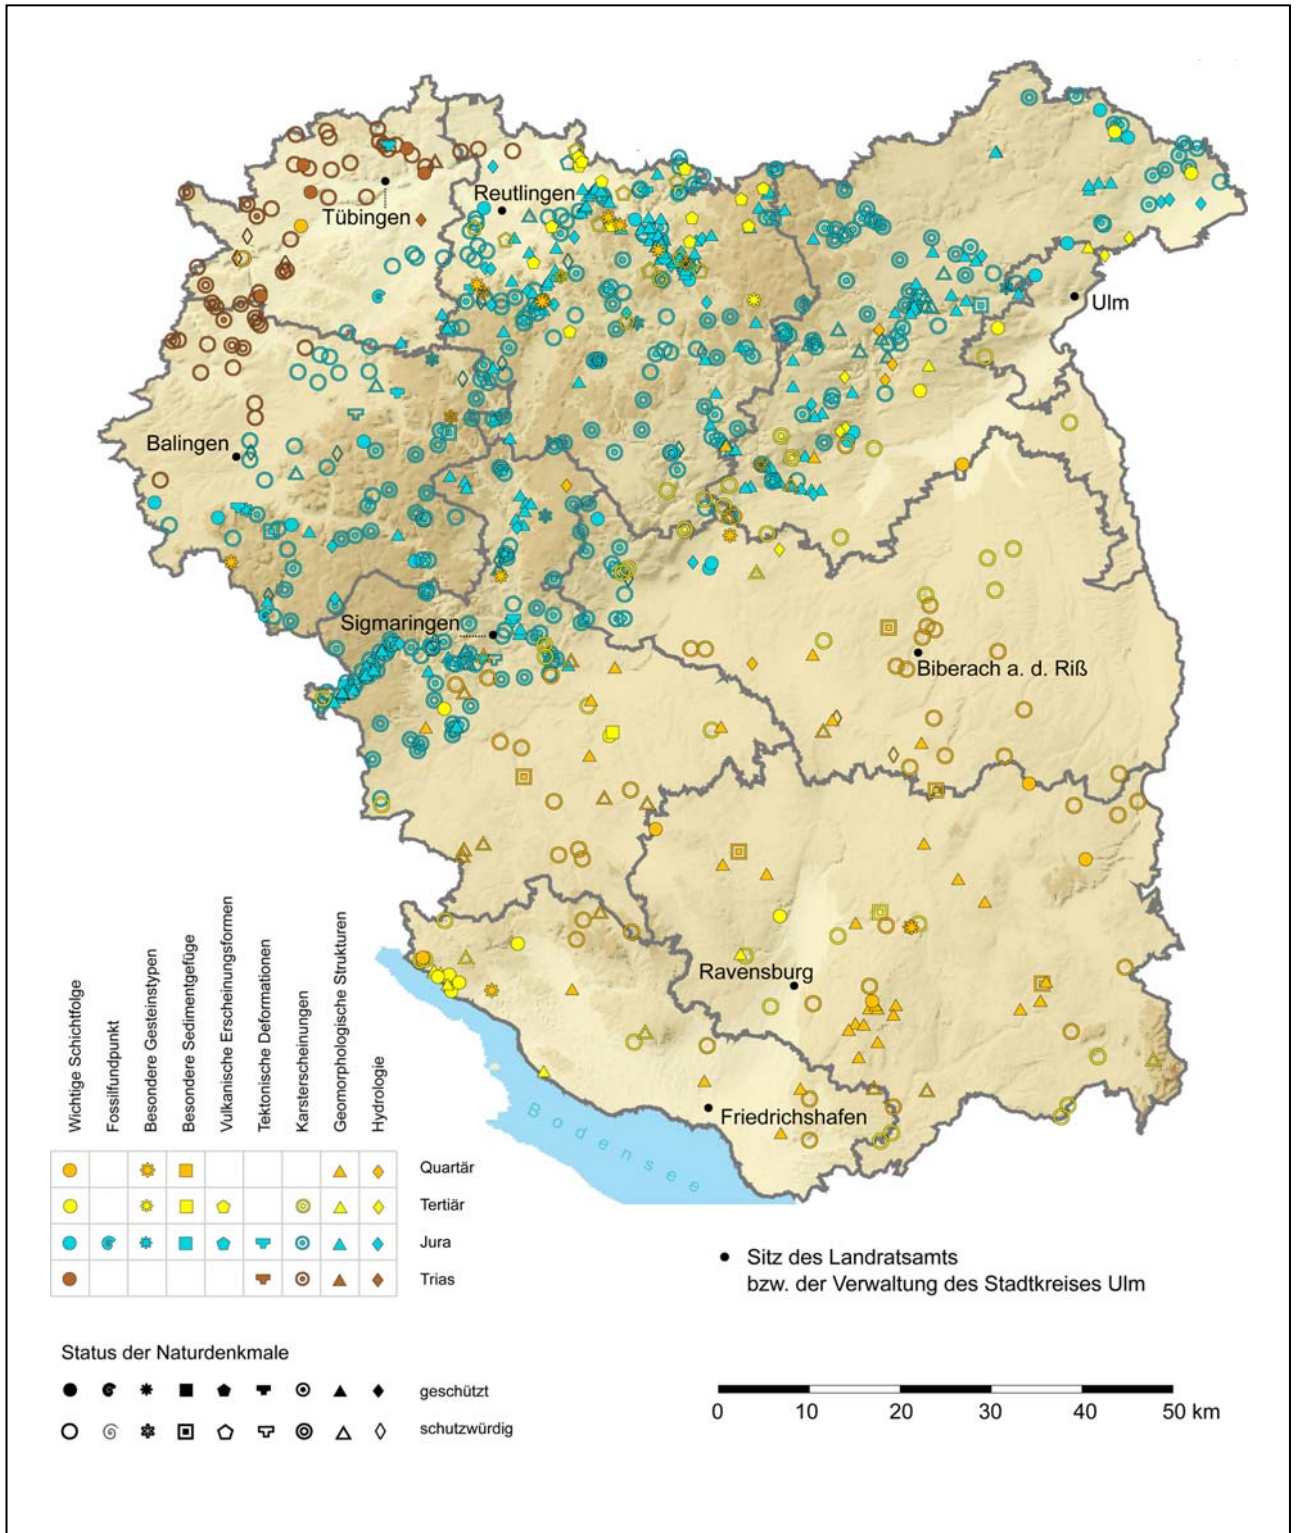 Tübingen
Reutlingen
Ulm
Balingen
Sigmaringen
Biberach a. d. Riß
Ravensburg
Friedrichshafen
Bodensee
Wichtige Schichtfolge
Fossilfundpunkt
Besondere Gesteinstypen
Besondere Sedimentgefüge
Vulkanische Erscheinungsformen
Tektonische Deformationen
Karsterscheinungen
Geomorphologische Strukturen
Hydrologie
Quartär
Tertiär
Jura
Trias
Sitz des Landratsamts
bzw. der Verwaltung des Stadtkreises Ulm
Status der Naturdenkmale
geschützt
schutzwürdig
0 10 20 30 40 50 km